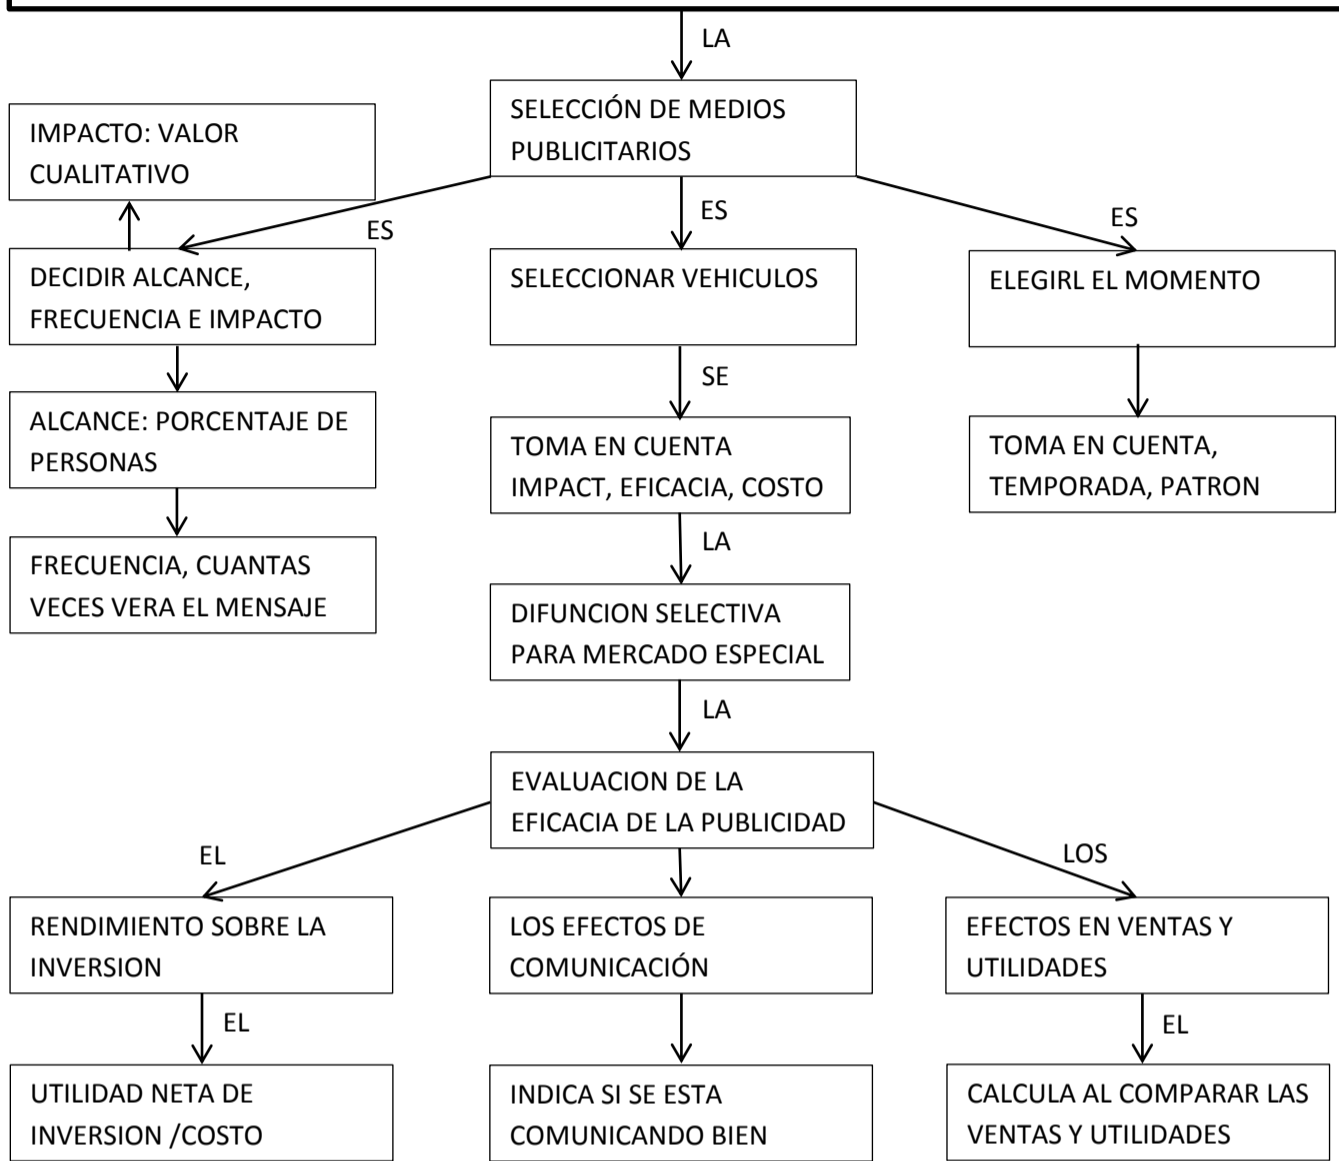 LA
SELECCIÓN DE MEDIOS
PUBLICITARIOS
IMPACTO: VALOR
CUALITATIVO
ES
ES
ES
DECIDIR ALCANCE,
FRECUENCIA E IMPACTO
SELECCIONAR VEHICULOS
ELEGIRL EL MOMENTO
SE
ALCANCE: PORCENTAJE DE
PERSONAS
TOMA EN CUENTA
IMPACT, EFICACIA, COSTO
TOMA EN CUENTA,
TEMPORADA, PATRON
LA
FRECUENCIA, CUANTAS
VECES VERA EL MENSAJE
DIFUNCION SELECTIVA
PARA MERCADO ESPECIAL
LA
EVALUACION DE LA
EFICACIA DE LA PUBLICIDAD
EL
LOS
RENDIMIENTO SOBRE LA
INVERSION
LOS EFECTOS DE
COMUNICACIÓN
EFECTOS EN VENTAS Y
UTILIDADES
EL
EL
UTILIDAD NETA DE
INVERSION /COSTO
INDICA SI SE ESTA
COMUNICANDO BIEN
CALCULA AL COMPARAR LAS
VENTAS Y UTILIDADES